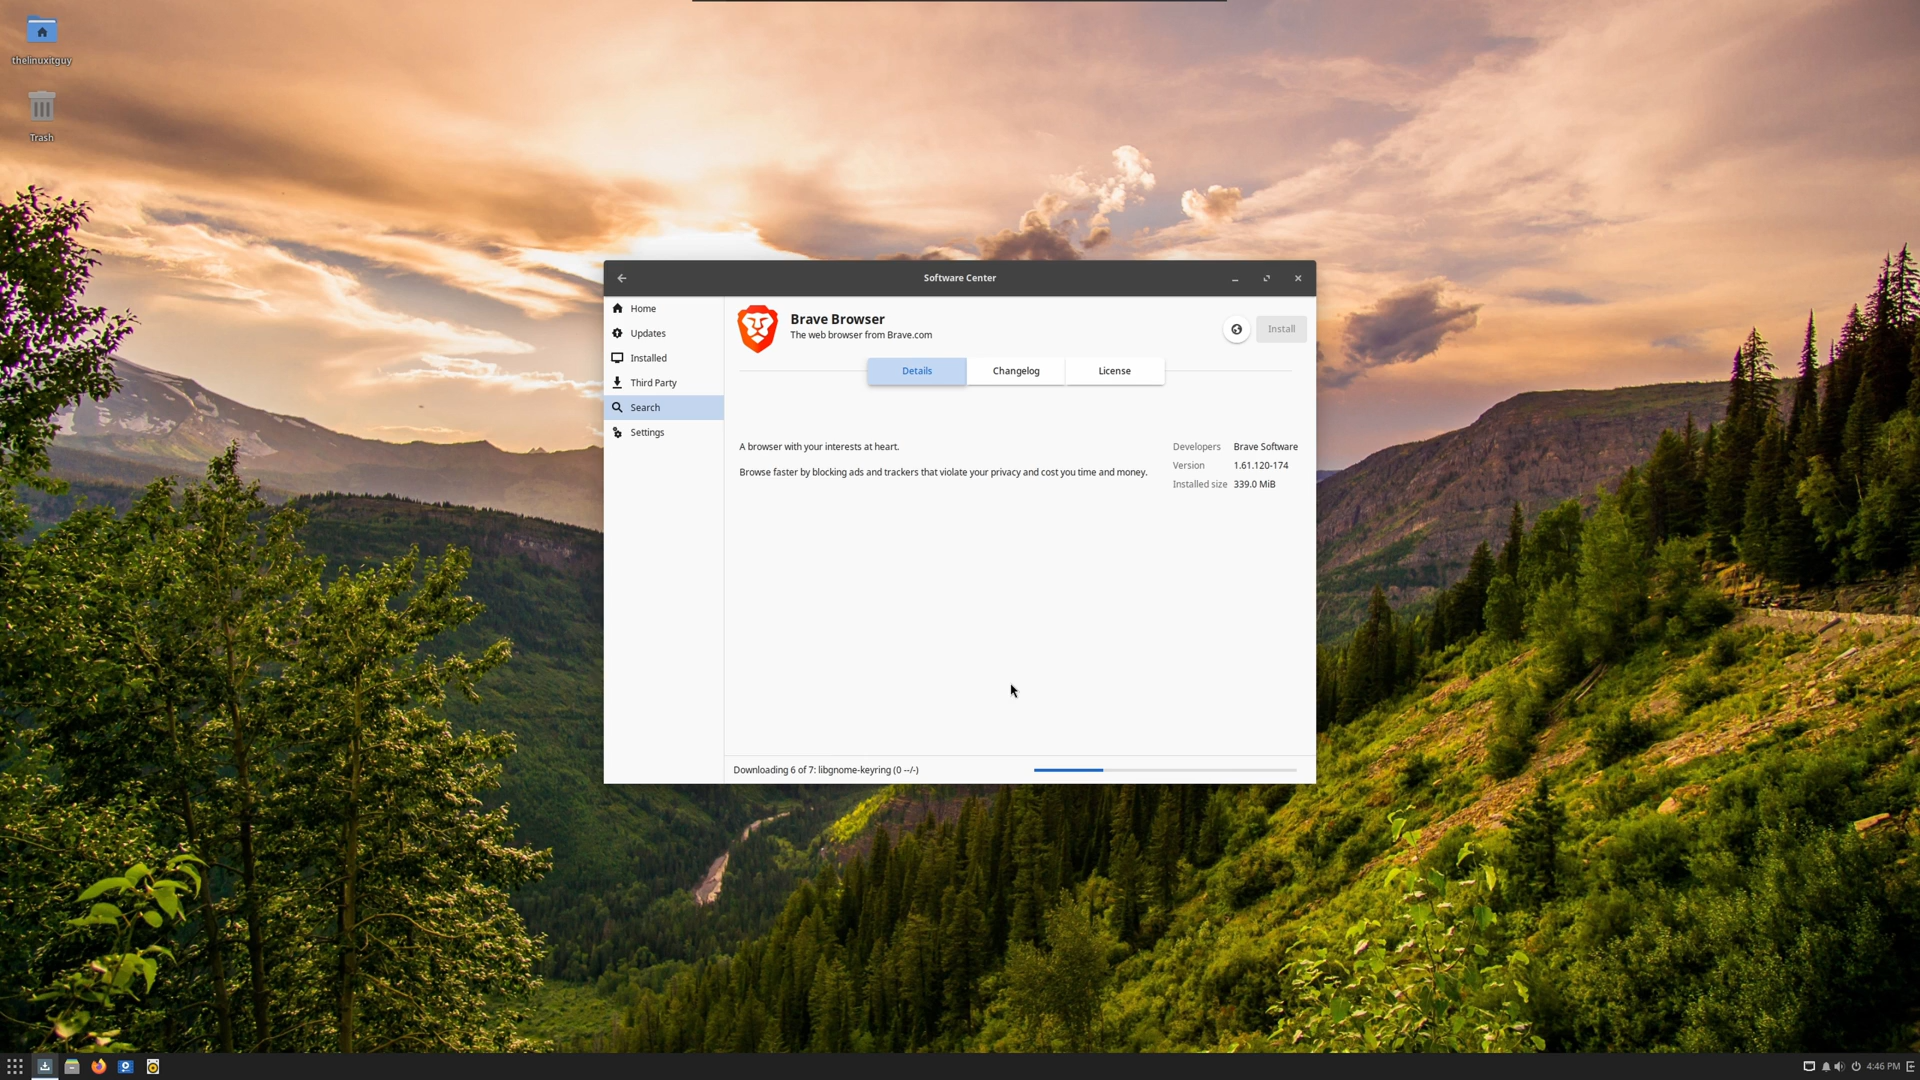 thelinuxitguy
Trash
Software Center
Home
Updates
Installed
Third Party
Search
Settings
Brave Browser
The web browser from Brave.com
Install
Details
Changelog
License
A browser with your interests at heart.
Browse faster by blocking ads and trackers that violate your privacy and cost you time and money.
Developers Brave Software
Version 1.61.120-174
Installed size 339.0 MiB
Downloading 6 of 7: libgnome-keyring (0 --/-)
4:46 PM